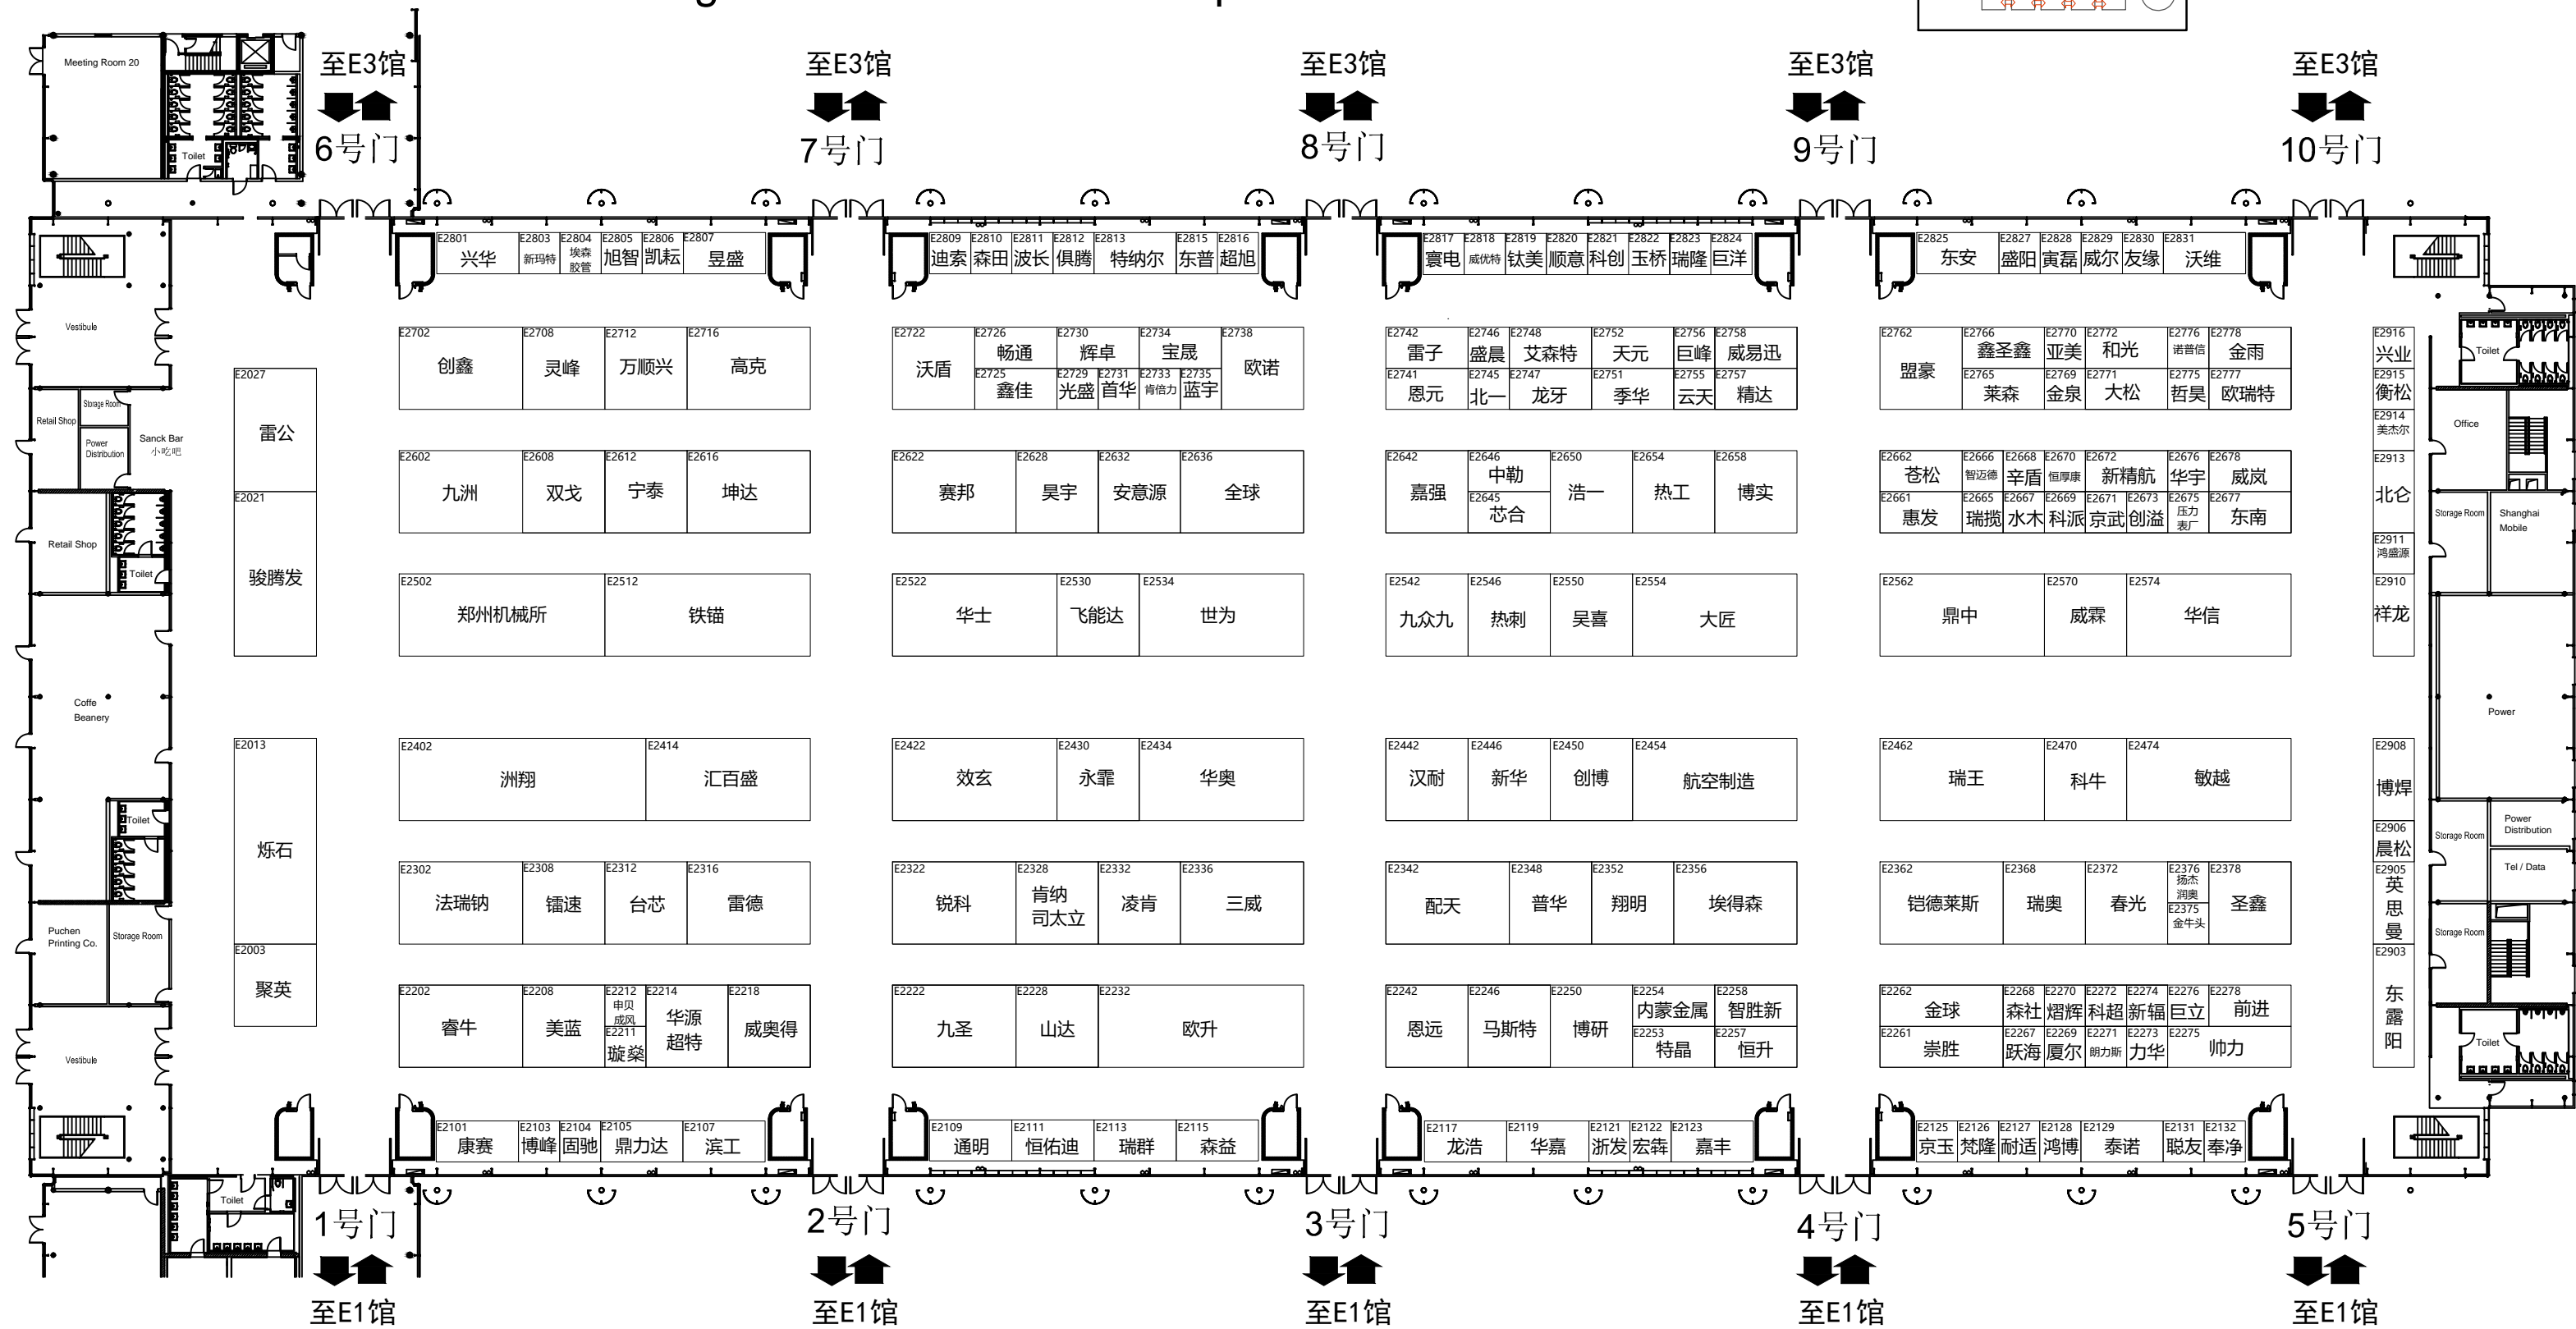 至E3馆
至E3馆
至E3馆
至E3馆
至E3馆
Meeting Room 20
Toilet
6号门
7号门
8号门
9号门
10号门
E2801
兴华
E2803
新玛特
E2804
埃森
胶管
E2805
旭智
E2806
凯耘
E2807
昱盛
E2809
迪索
E2810
森田
E2811
波长
E2812
俱腾
E2813
特纳尔
E2815
东普
E2816
超旭
E2817
寰电
E2818
威优特
E2819
钛美
E2820
顺意
E2821
科创
E2822
玉桥
E2823
瑞隆
E2824
巨洋
E2825
东安
E2827
盛阳
E2828
寅磊
E2829
威尔
E2830
友缘
E2831
沃维
Vestibule
Retail Shop
Storage Room
Power
Distribution
Sanck Bar
小吃吧
Retail Shop
Toilet
Coffe
Beanery
Toilet
Puchen
Printing Co.
Storage Room
Vestibule
Toilet
E2027
雷公
E2021
骏腾发
E2013
烁石
E2003
聚英
E2702
创鑫
E2708
灵峰
E2712
万顺兴
E2716
高克
E2722
沃盾
E2726
畅通
E2730
辉卓
E2734
宝晟
E2738
欧诺
E2725
鑫佳
E2729
光盛
E2731
首华
E2733
肯倍力
E2735
蓝宇
E2742
雷子
E2746
盛晨
E2748
艾森特
E2752
天元
E2756
巨峰
E2758
威易迅
E2741
恩元
E2745
北一
E2747
龙牙
E2751
季华
E2755
云天
E2757
精达
E2762
盟豪
E2766
鑫圣鑫
E2770
亚美
E2772
和光
E2776
诺普信
E2778
金雨
E2765
莱森
E2769
金泉
E2771
大松
E2775
哲昊
E2777
欧瑞特
E2602
九洲
E2608
双戈
E2612
宁泰
E2616
坤达
E2622
赛邦
E2628
昊宇
E2632
安意源
E2636
全球
E2642
嘉强
E2646
中勒
E2645
芯合
E2650
浩一
E2654
热工
E2658
博实
E2662
苍松
E2666
智迈德
E2668
辛盾
E2670
恒厚康
E2672
新精航
E2676
华宇
E2678
威岚
E2661
惠发
E2665
瑞揽
E2667
水木
E2669
科派
E2671
京武
E2673
创溢
E2675
压力
表厂
E2677
东南
E2502
郑州机械所
E2512
铁锚
E2522
华士
E2530
飞能达
E2534
世为
E2542
九众九
E2546
热刺
E2550
吴喜
E2554
大匠
E2562
鼎中
E2570
威霖
E2574
华信
E2402
洲翔
E2414
汇百盛
E2422
效玄
E2430
永霏
E2434
华奥
E2442
汉耐
E2446
新华
E2450
创博
E2454
航空制造
E2462
瑞王
E2470
科牛
E2474
敏越
E2302
法瑞钠
E2308
镭速
E2312
台芯
E2316
雷德
E2322
锐科
E2328
肯纳
司太立
E2332
凌肯
E2336
三威
E2342
配天
E2348
普华
E2352
翔明
E2356
埃得森
E2362
铠德莱斯
E2368
瑞奥
E2372
春光
E2376
扬杰
润奥
E2375
金牛头
E2378
圣鑫
E2202
睿牛
E2208
美蓝
E2212
申贝
成风
E2211
璇燊
E2214
华源
超特
E2218
威奥得
E2222
九圣
E2228
山达
E2232
欧升
E2242
恩远
E2246
马斯特
E2250
博研
E2254
内蒙金属
E2258
智胜新
E2253
特晶
E2257
恒升
E2262
金球
E2268
森社
E2270
熠辉
E2272
科超
E2274
新辐
E2276
巨立
E2278
前进
E2261
崇胜
E2267
跃海
E2269
厦尔
E2271
朗力斯
E2273
力华
E2275
帅力
E2916
兴业
E2915
衡松
E2914
美杰尔
E2913
北仑
E2911
鸿盛源
E2910
祥龙
E2908
博焊
E2906
晨松
E2905
英
思
曼
E2903
东
露
阳
Toilet
Office
Storage Room
Shanghai
Mobile
Power
Storage Room
Power
Distribution
Tel / Data
Storage Room
Toilet
E2101
康赛
E2103
博峰
E2104
固驰
E2105
鼎力达
E2107
滨工
E2109
通明
E2111
恒佑迪
E2113
瑞群
E2115
森益
E2117
龙浩
E2119
华嘉
E2121
浙发
E2122
宏犇
E2123
嘉丰
E2125
京玉
E2126
梵隆
E2127
耐适
E2128
鸿博
E2129
泰诺
E2131
聪友
E2132
奉净
1号门
2号门
3号门
4号门
5号门
至E1馆
至E1馆
至E1馆
至E1馆
至E1馆